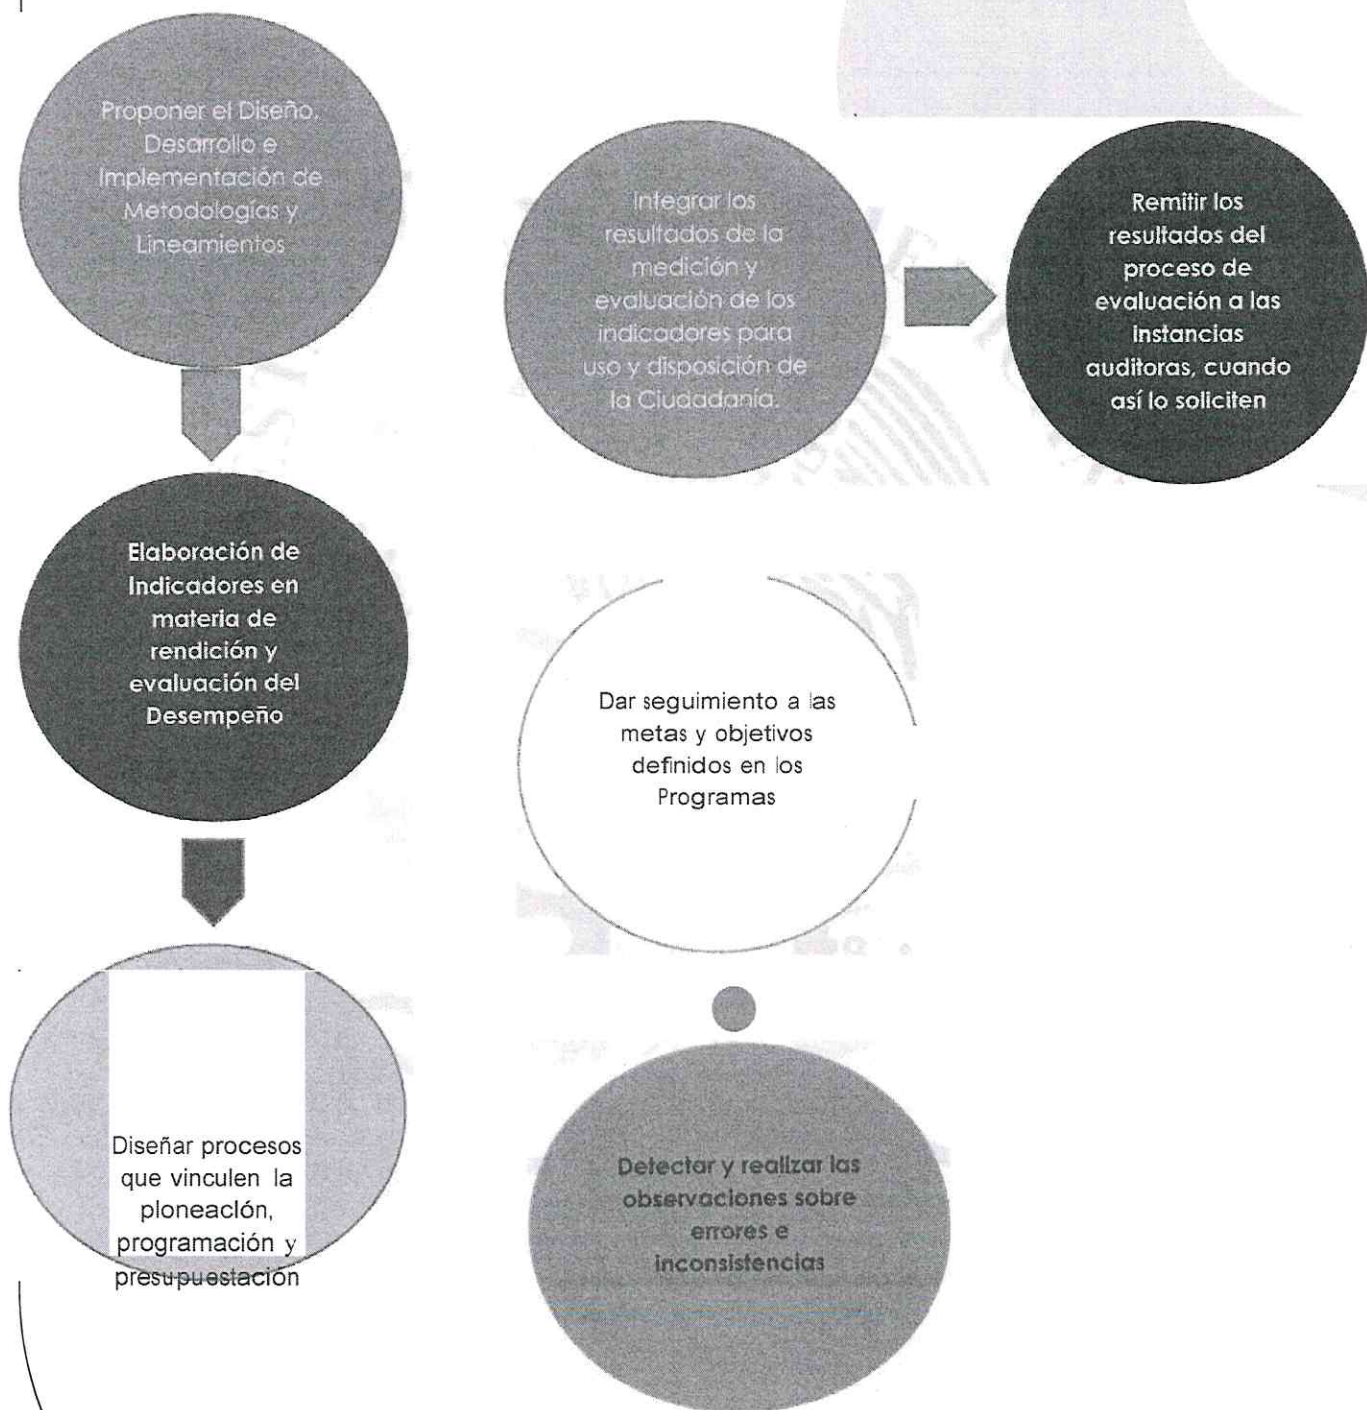 Proponer el Diseño,
Desarrollo e
Implementación de
Metodologías y
Lineamientos
Elaboración de
Indicadores en
materia de
rendición y
evaluación del
Desempeño
Diseñar procesos
que vinculen la
ploneación,
programación y
presupuestación
Integrar los
resultados de la
medición y
evaluación de los
indicadores para
uso y disposición de
la Ciudadanía.
Dar seguimiento a las
metas y objetivos
definidos en los
Programas
Detectar y realizar las
observaciones sobre
errores e
inconsistencias
Remitir los
resultados del
proceso de
evaluación a las
instancias
auditoras, cuando
así lo soliciten